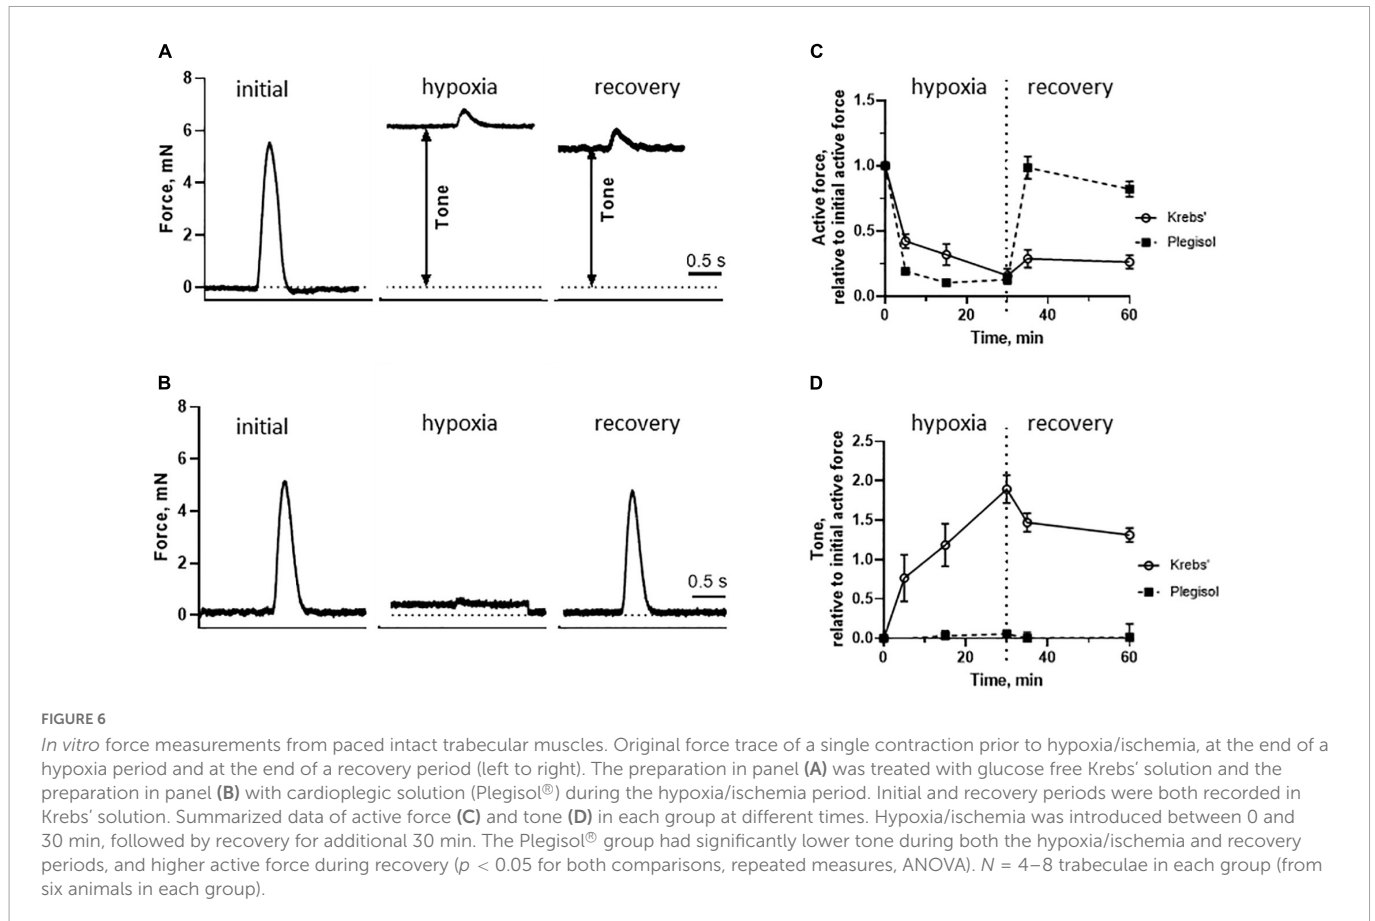 A
8
6
4
2
0
Force, mN
initial
hypoxia
recovery
Tone
Tone
0.5 s
C
hypoxia
recovery
1.5
1.0
0.5
0.0
Active force,
relative to initial active force
0
20
40
60
Time, min
Krebs'
Plegisol
B
8
6
4
2
0
Force, mN
initial
hypoxia
recovery
0.5 s
D
hypoxia
recovery
2.5
2.0
1.5
1.0
0.5
0.0
Tone,
relative to initial active force
0
20
40
60
Time, min
Krebs'
Plegisol
FIGURE 6
In vitro force measurements from paced intact trabecular muscles. Original force trace of a single contraction prior to hypoxia/ischemia, at the end of a
hypoxia period and at the end of a recovery period (left to right). The preparation in panel (A) was treated with glucose free Krebs' solution and the
preparation in panel (B) with cardioplegic solution (Plegisol®) during the hypoxia/ischemia period. Initial and recovery periods were both recorded in
Krebs' solution. Summarized data of active force (C) and tone (D) in each group at different times. Hypoxia/ischemia was introduced between 0 and
30 min, followed by recovery for additional 30 min. The Plegisol® group had significantly lower tone during both the hypoxia/ischemia and recovery
periods, and higher active force during recovery (p < 0.05 for both comparisons, repeated measures, ANOVA). N = 4–8 trabeculae in each group (from
six animals in each group).